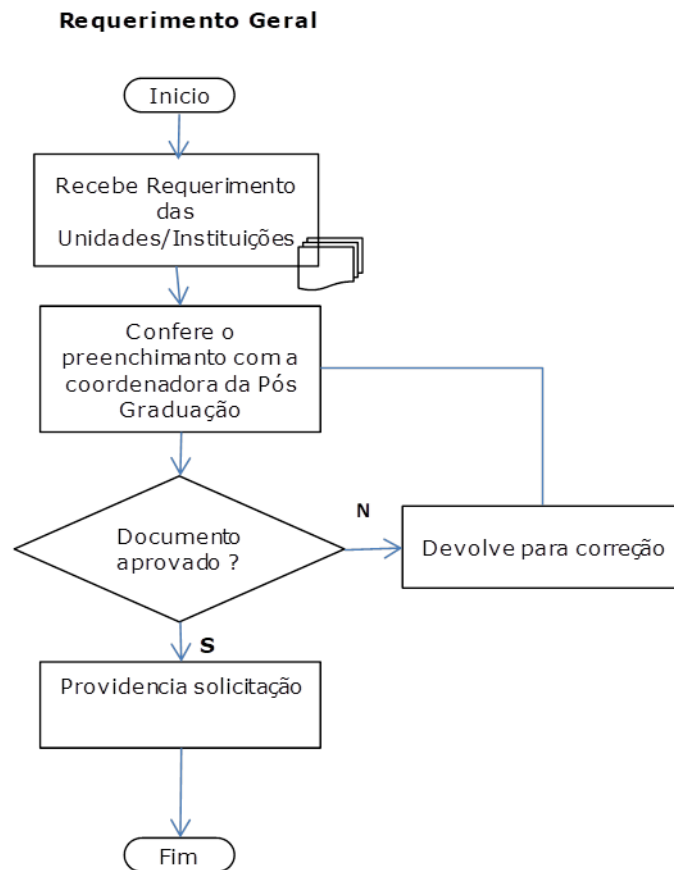 Requerimento Geral
Inicio
Recebe Requerimento
das
Unidades/Instituições
Confere o
preenchimanto com a
coordenadora da Pós
Graduação
Documento
aprovado ?
N
Devolve para correção
S
Providencia solicitação
Fim